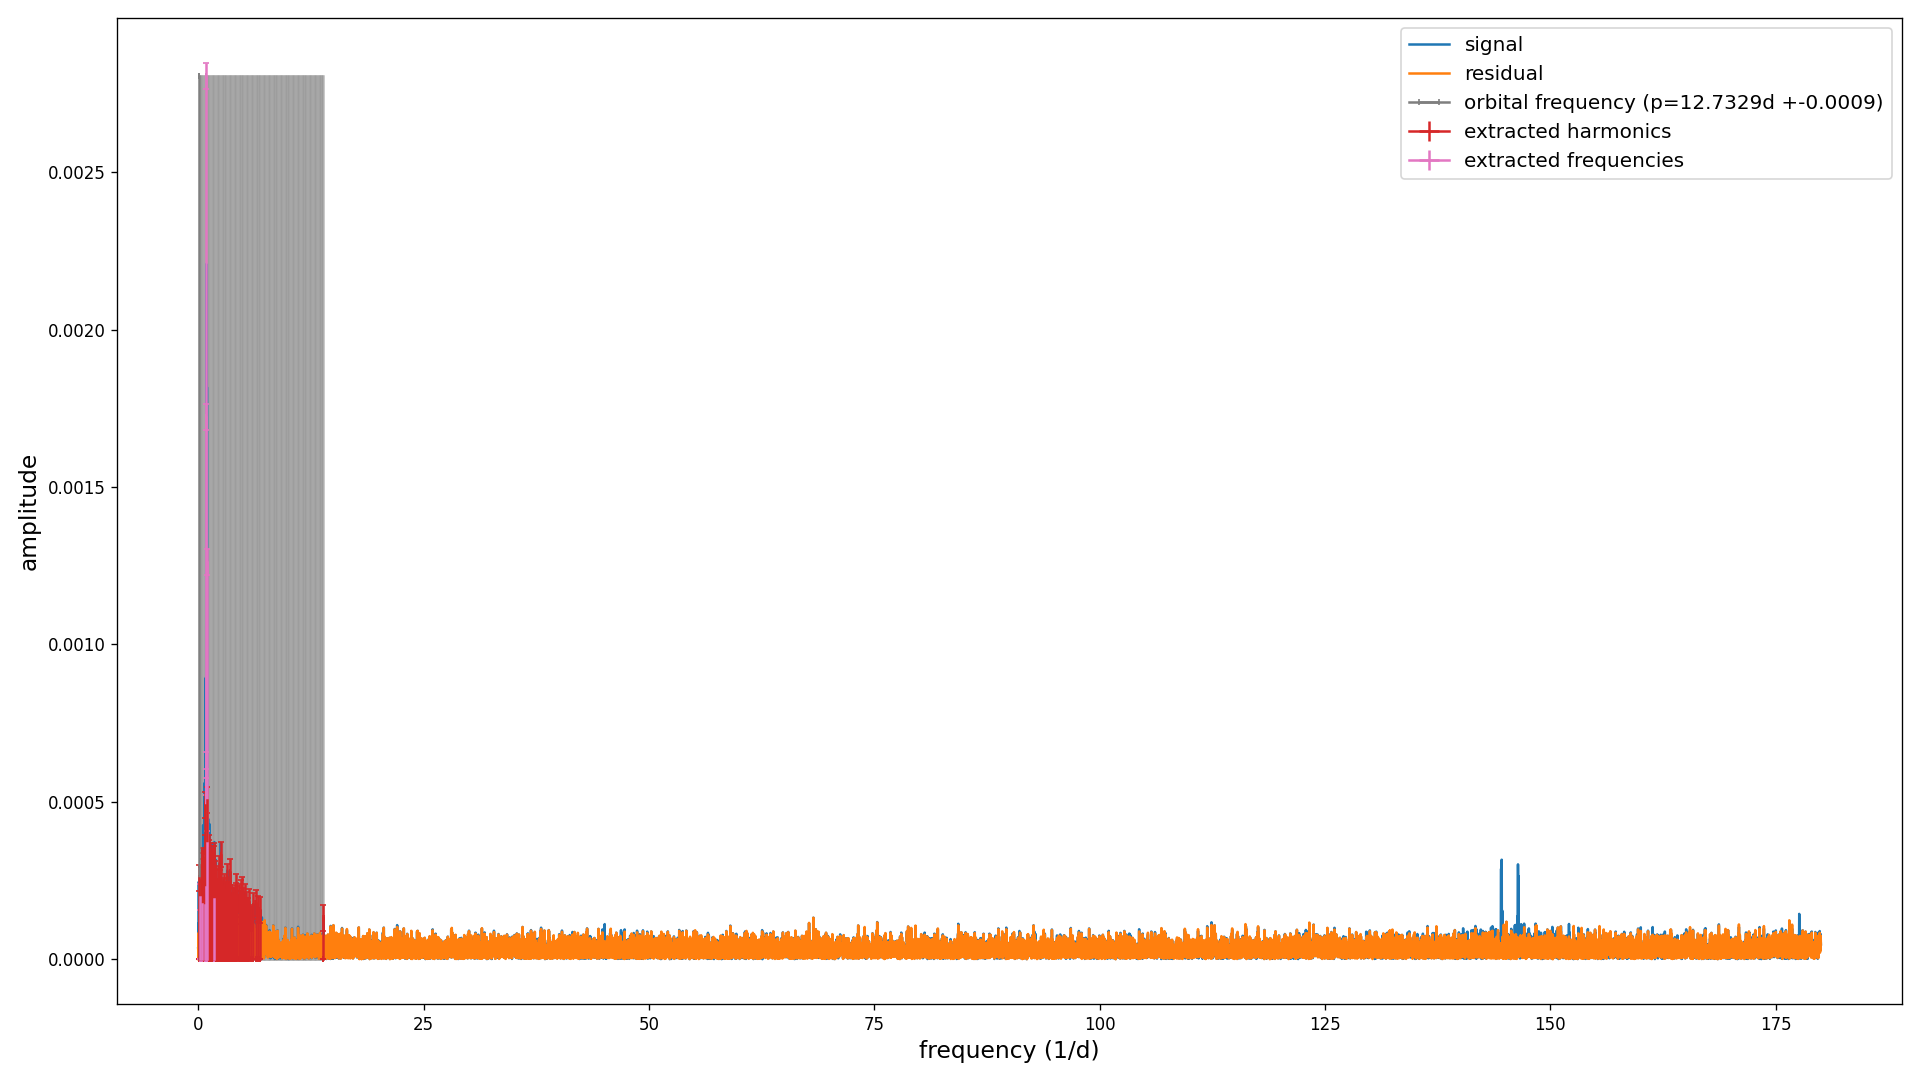 signal
residual
orbital frequency (p=12.7329d +-0.0009)
extracted harmonics
extracted frequencies
0.0025
0.0020
0.0015
0.0010
0.0005
0.0000
amplitude
0 25 50 75 100 125 150 175
frequency (1/d)